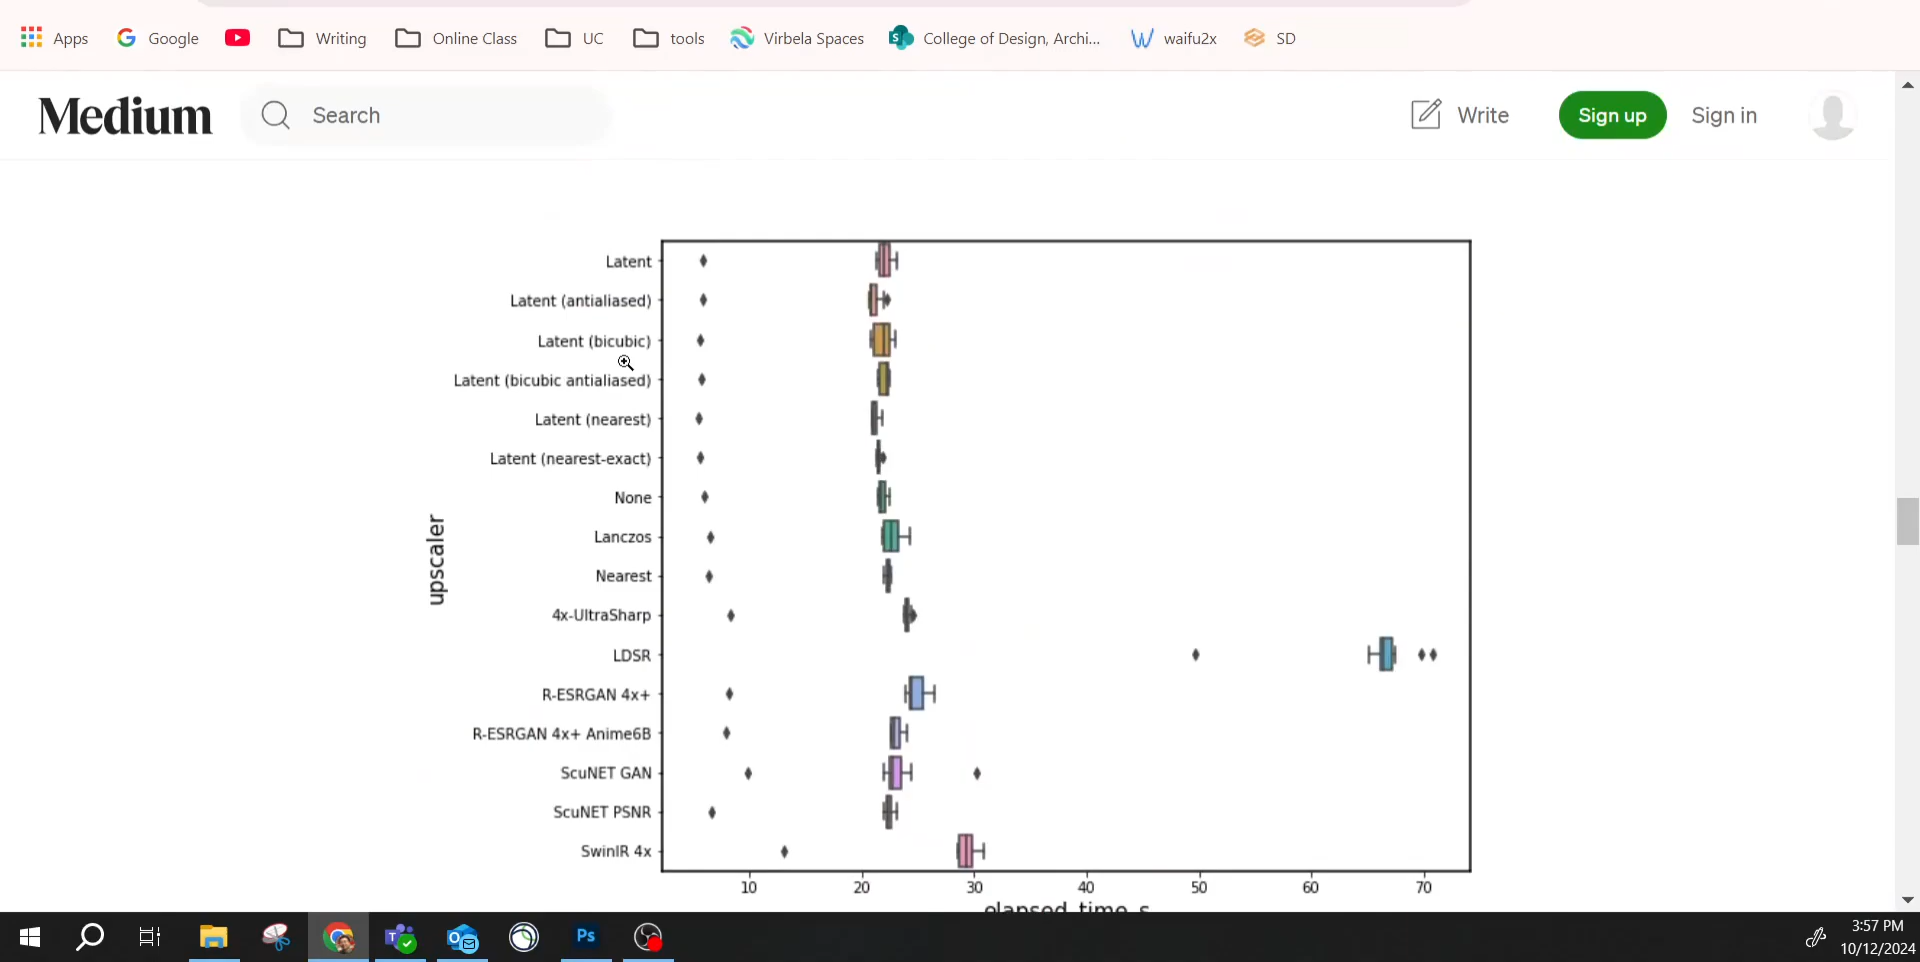 Apps Google Writing Online Class UC tools Virbela Spaces College of Design, Archi... waifu2x SD
Medium Search Write Sign up Sign in
Latent
Latent (antialiased)
Latent (bicubic)
Latent (bicubic antialiased)
Latent (nearest)
Latent (nearest-exact)
None
Lanczos
Nearest
4x-UltraSharp
LDSR
R-ESRGAN 4x+
R-ESRGAN 4x+ Anime6B
ScuNET GAN
ScuNET PSNR
SwinIR 4x
upscaler
10 20 30 40 50 60 70
elapsed_time_s
Ps
3:57 PM
10/12/2024